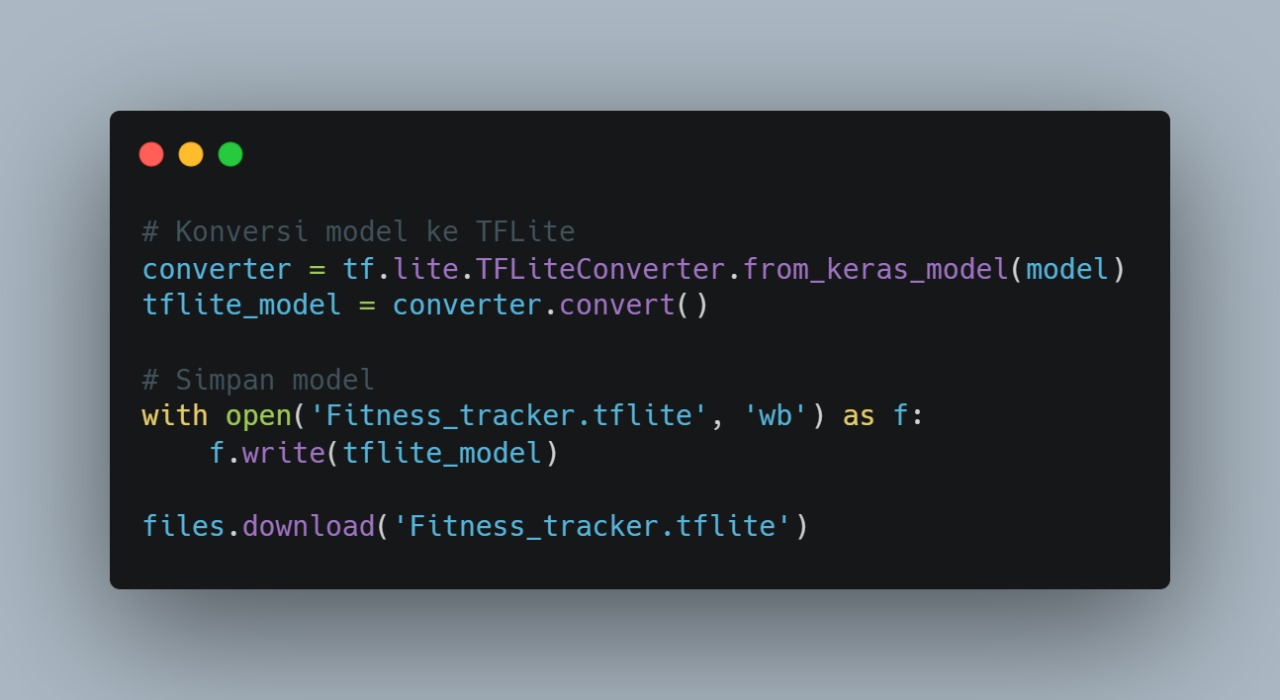 # Konversi model ke TFLite
converter = tf.lite.TFLiteConverter.from_keras_model(model)
tflite_model = converter.convert()
# Simpan model
with open('Fitness_tracker.tflite', 'wb') as f:
    f.write(tflite_model)
files.download('Fitness_tracker.tflite')